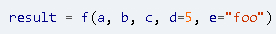 result = f(a, b, c, d=5, e="foo")